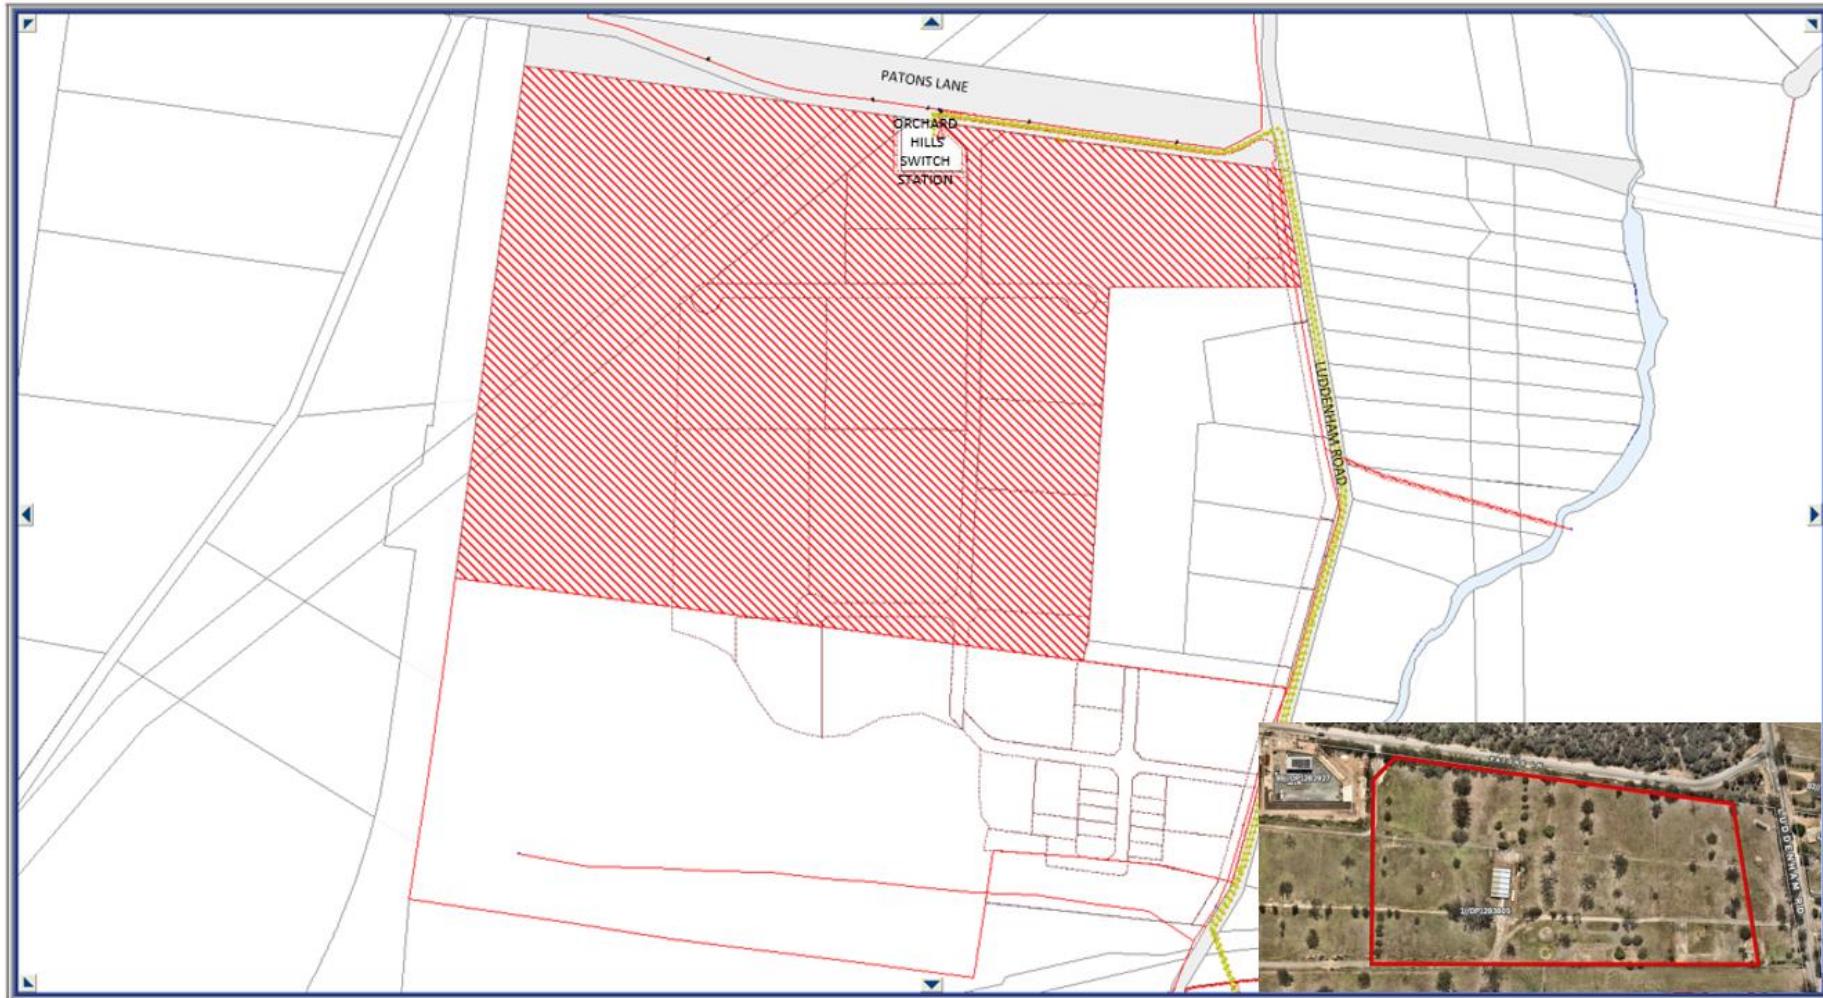 PATONS LANE
ORCHARD
HILLS
SWITCH
STATION
LUDDENHAM ROAD
LUDDENHAM RD